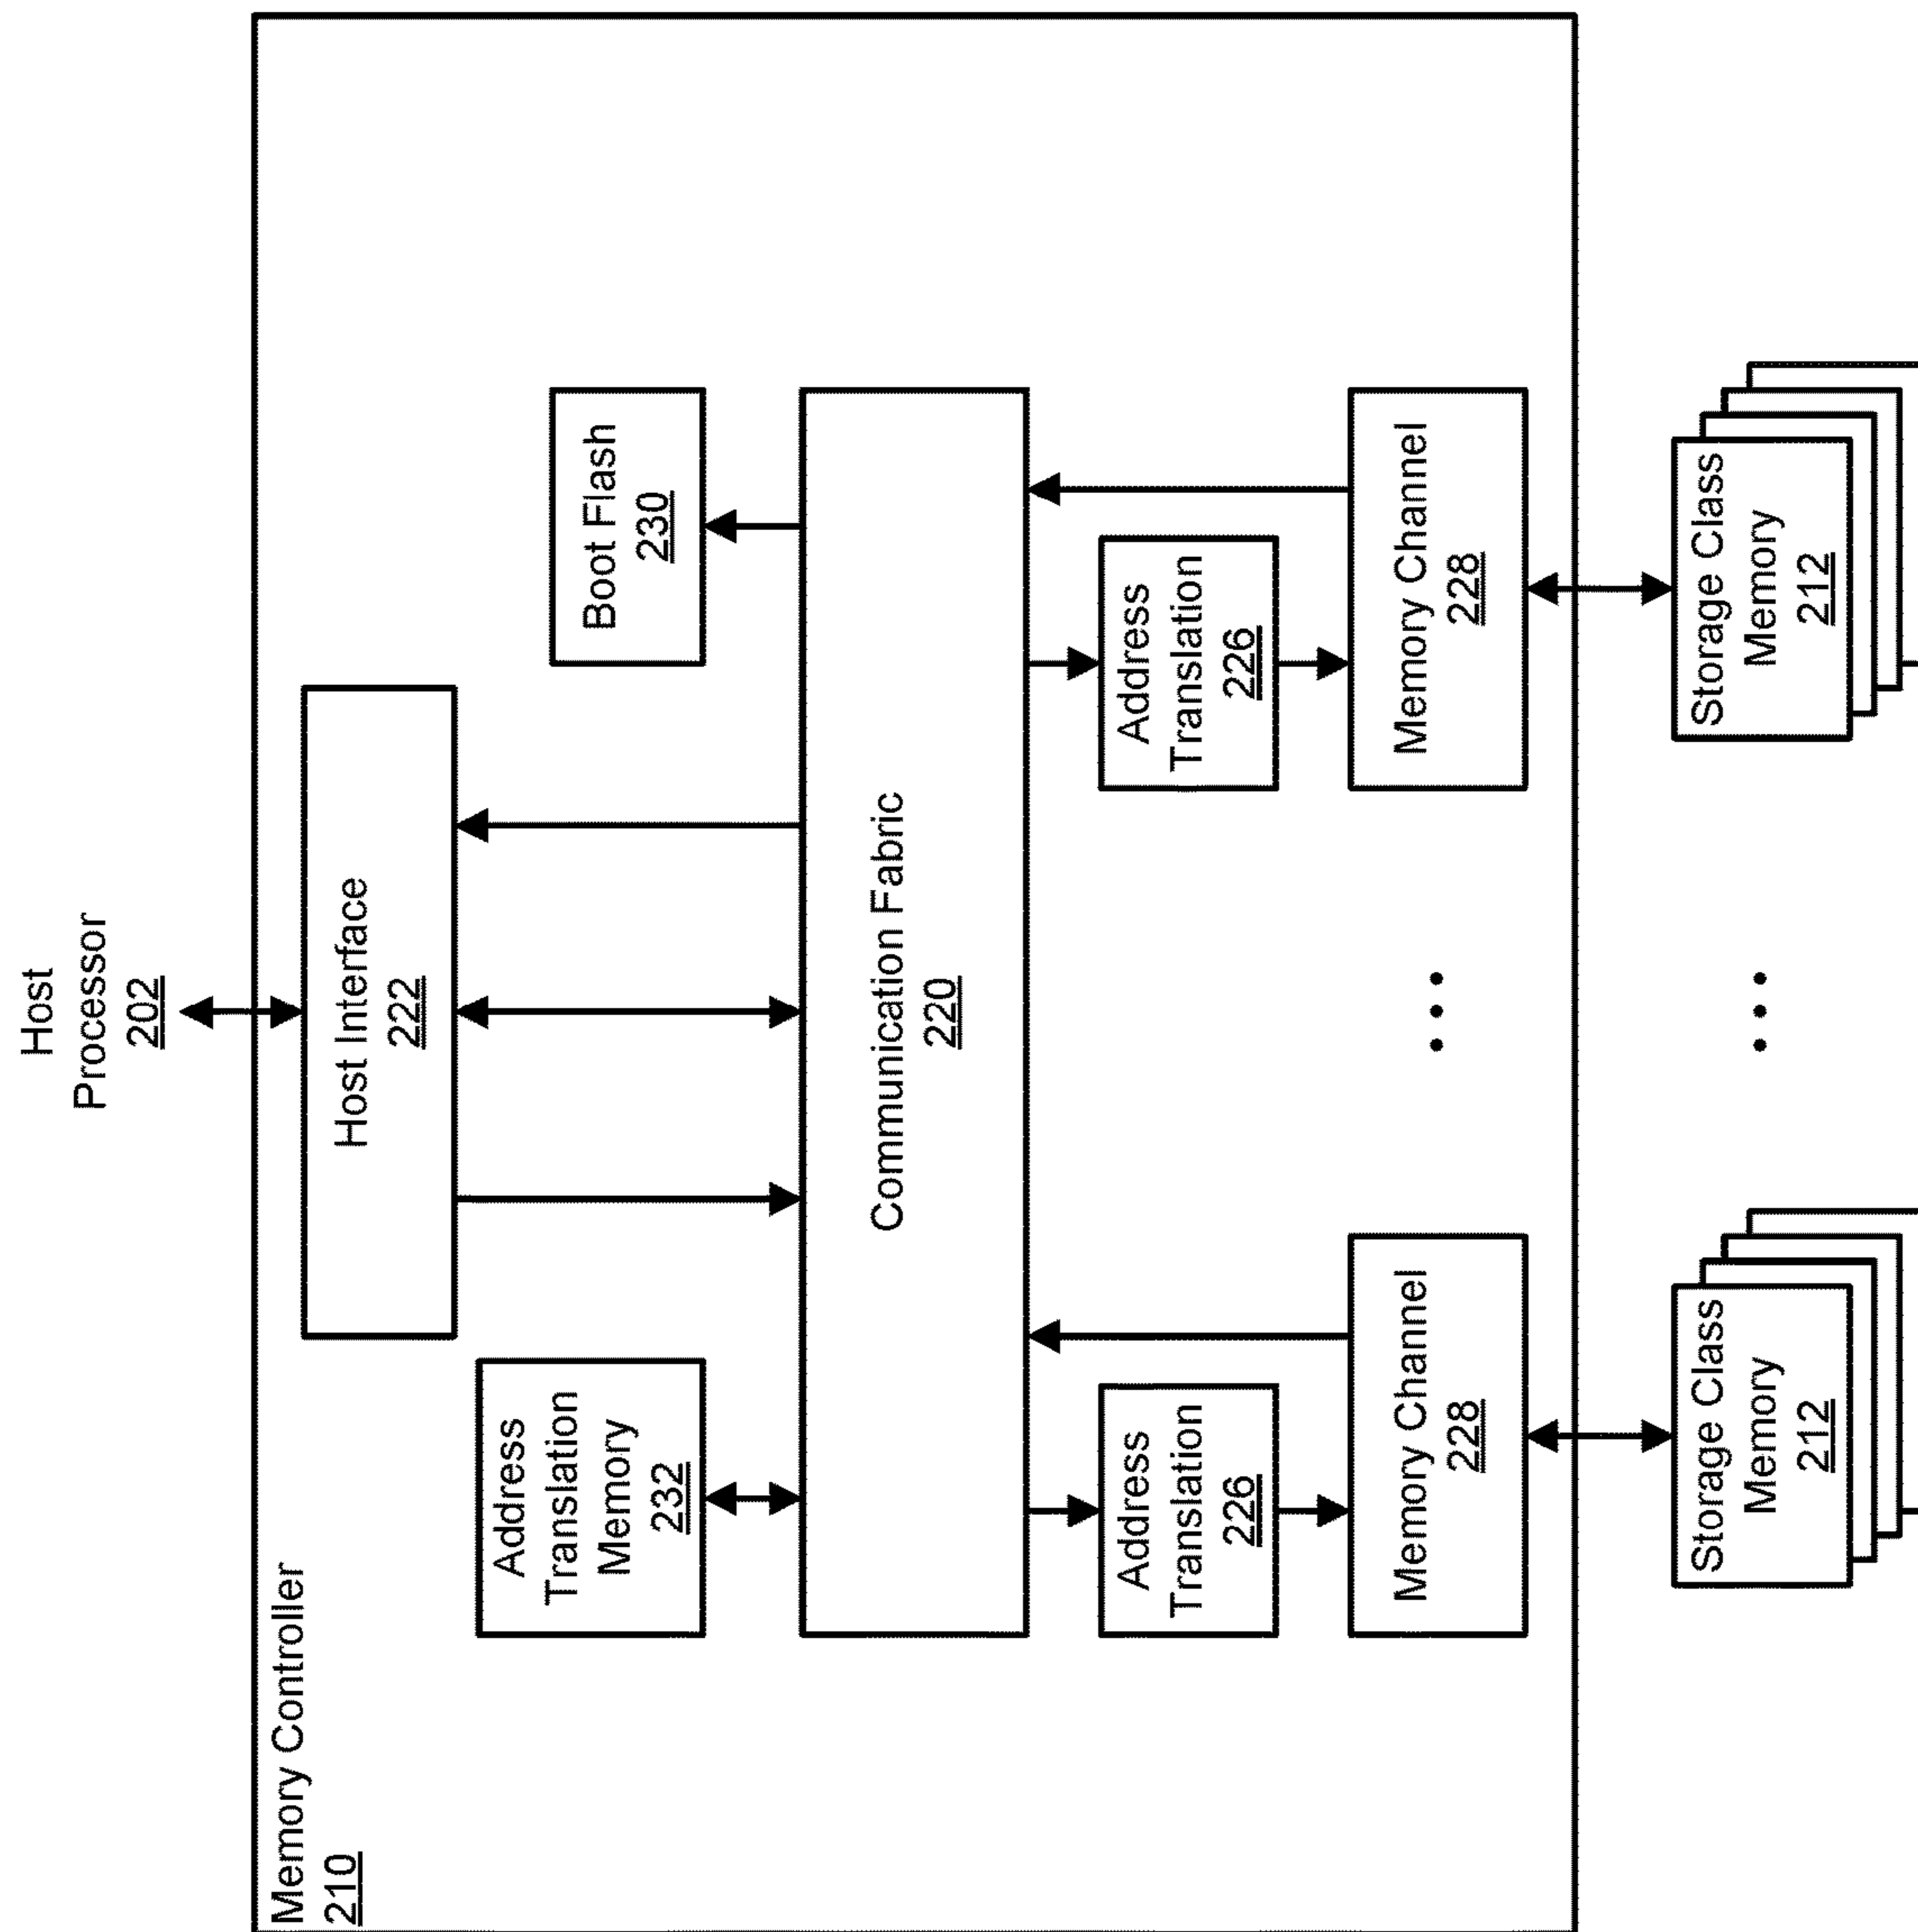 Host
Processor
202
Memory Controller
210
Host Interface
222
Address
Translation
Memory
232
Boot Flash
230
Communication Fabric
220
Address
Translation
226
Address
Translation
226
Memory Channel
228
Memory Channel
228
Storage Class
Memory
212
Storage Class
Memory
212